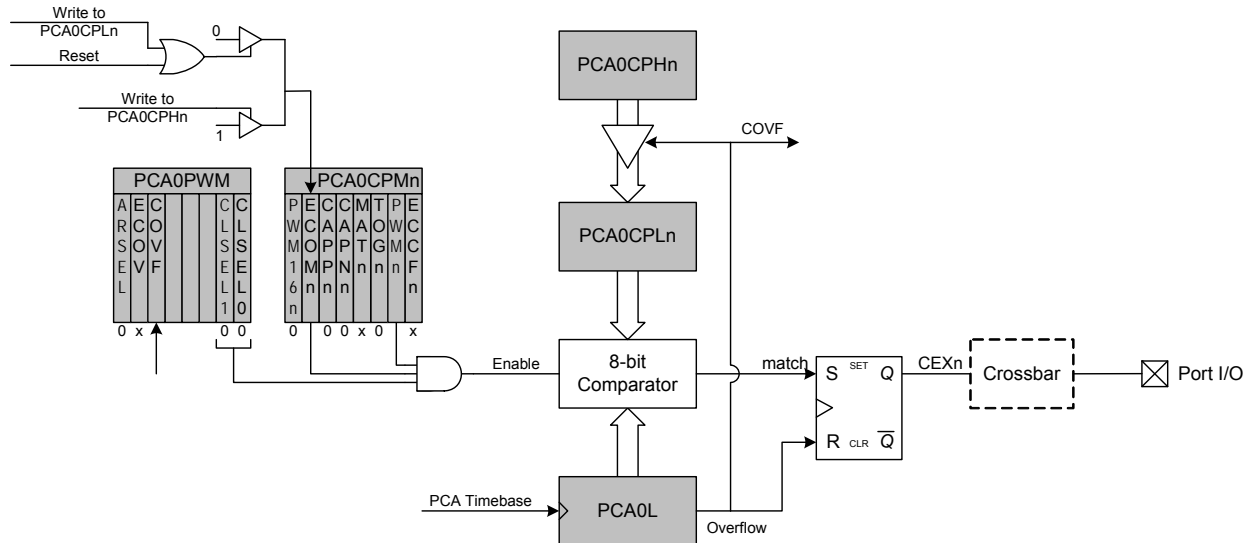 Write to
PCA0CPLn
Reset
0
Write to
PCA0CPHn
1
PCA0CPHn
COVF
PCA0PWM
ARSEL
ECOV
COVF
CLSEL1
CLSEL0
0 x 0 0
PCA0CPMn
PWM16n
ECOMn
CAPPn
CAPNn
MATn
TOGn
PWMn
ECCFn
0 0 0 x 0 x
PCA0CPLn
Enable
8-bit
Comparator
match
S SET Q
R CLR Q̅
CEXn
Crossbar
Port I/O
PCA Timebase
PCA0L
Overflow